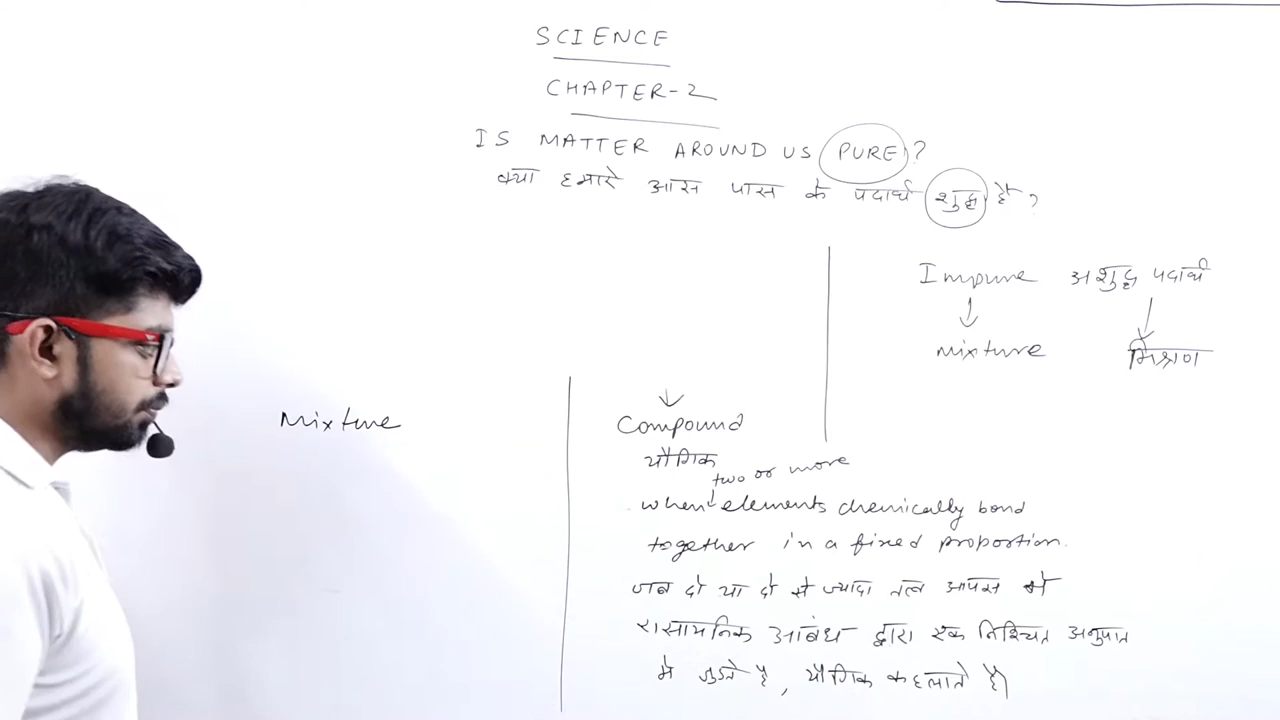 SCIENCE
CHAPTER-2
IS MATTER AROUND US PURE?
क्या हमारे आस पास के पदार्थ शुद्ध है?
Impure अशुद्ध पदार्थ
mixture मिश्रण
Mixture
Compound
यौगिक
two or more
when elements chemically bond
together in a fixed proportion.
जब दो या दो से ज्यादा तत्व आपस में
रासायनिक आबंध द्वारा एक निश्चित अनुपात
मे जुड़ते है, यौगिक कहलाते है।